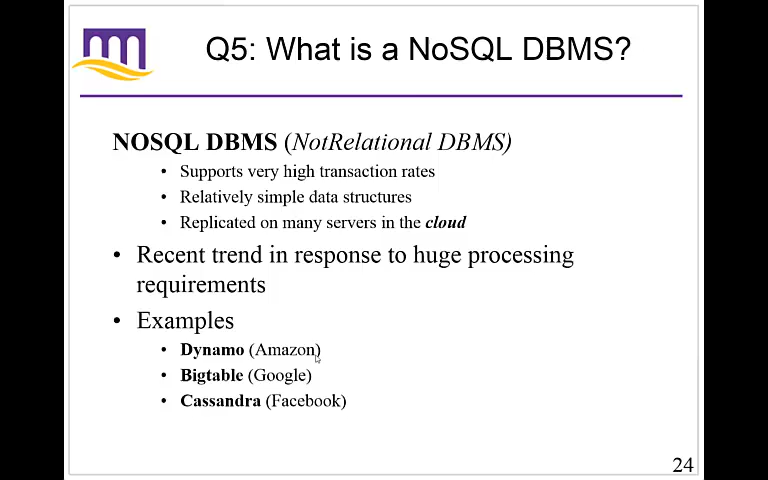 Q5: What is a NoSQL DBMS?
NOSQL DBMS (NotRelational DBMS)
• Supports very high transaction rates
• Relatively simple data structures
• Replicated on many servers in the cloud
• Recent trend in response to huge processing
requirements
• Examples
• Dynamo (Amazon)
• Bigtable (Google)
• Cassandra (Facebook)
24